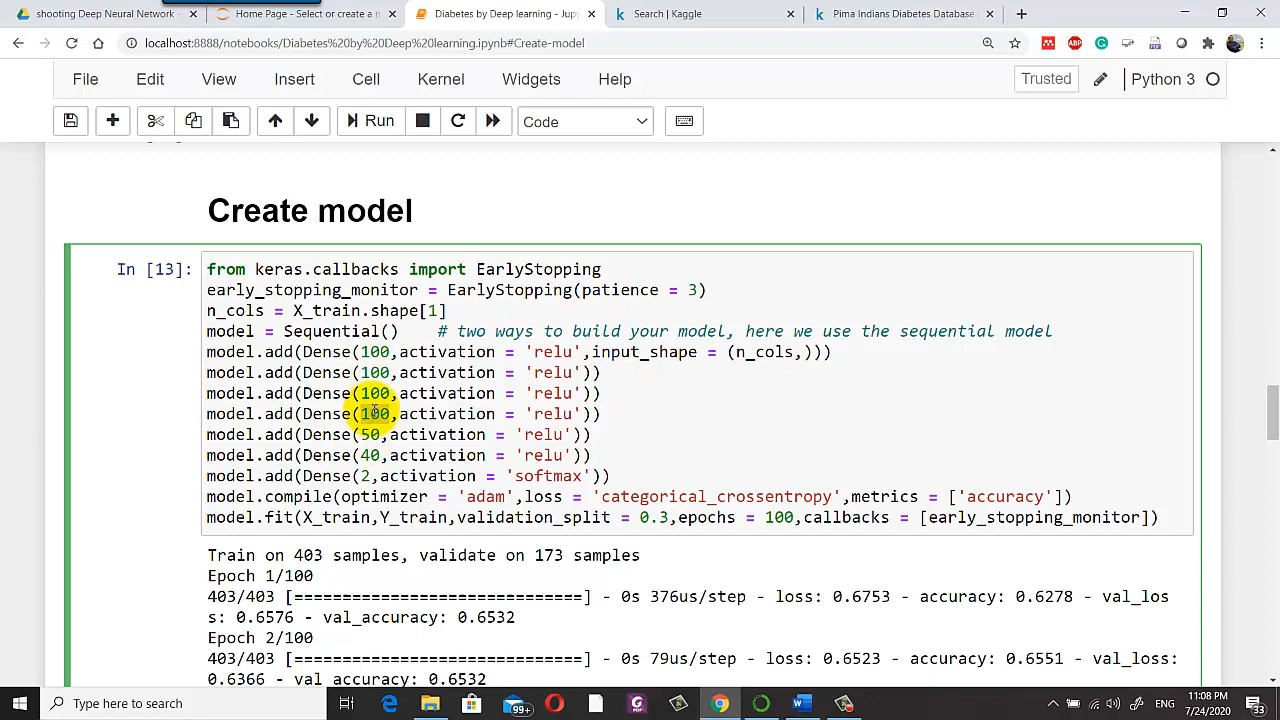 shooting Deep Neural Network -
Home Page - Select or create a n
Diabetes by Deep learning - Jup
Search | Kaggle
Pima Indians Diabetes Database |
localhost:8888/notebooks/Diabetes%20by%20Deep%20learning.ipynb#Create-model
File Edit View Insert Cell Kernel Widgets Help Trusted Python 3
Run Code
Create model
In [13]:
from keras.callbacks import EarlyStopping
early_stopping_monitor = EarlyStopping(patience = 3)
n_cols = X_train.shape[1]
model = Sequential() # two ways to build your model, here we use the sequential model
model.add(Dense(100,activation = 'relu',input_shape = (n_cols,)))
model.add(Dense(100,activation = 'relu'))
model.add(Dense(100,activation = 'relu'))
model.add(Dense(100,activation = 'relu'))
model.add(Dense(50,activation = 'relu'))
model.add(Dense(40,activation = 'relu'))
model.add(Dense(2,activation = 'softmax'))
model.compile(optimizer = 'adam',loss = 'categorical_crossentropy',metrics = ['accuracy'])
model.fit(X_train,Y_train,validation_split = 0.3,epochs = 100,callbacks = [early_stopping_monitor])
Train on 403 samples, validate on 173 samples
Epoch 1/100
403/403 [==============================] - 0s 376us/step - loss: 0.6753 - accuracy: 0.6278 - val_los
s: 0.6576 - val_accuracy: 0.6532
Epoch 2/100
403/403 [==============================] - 0s 79us/step - loss: 0.6523 - accuracy: 0.6551 - val_loss:
0.6366 - val_accuracy: 0.6532
Type here to search
99+
ENG
11:08 PM
7/24/2020
33